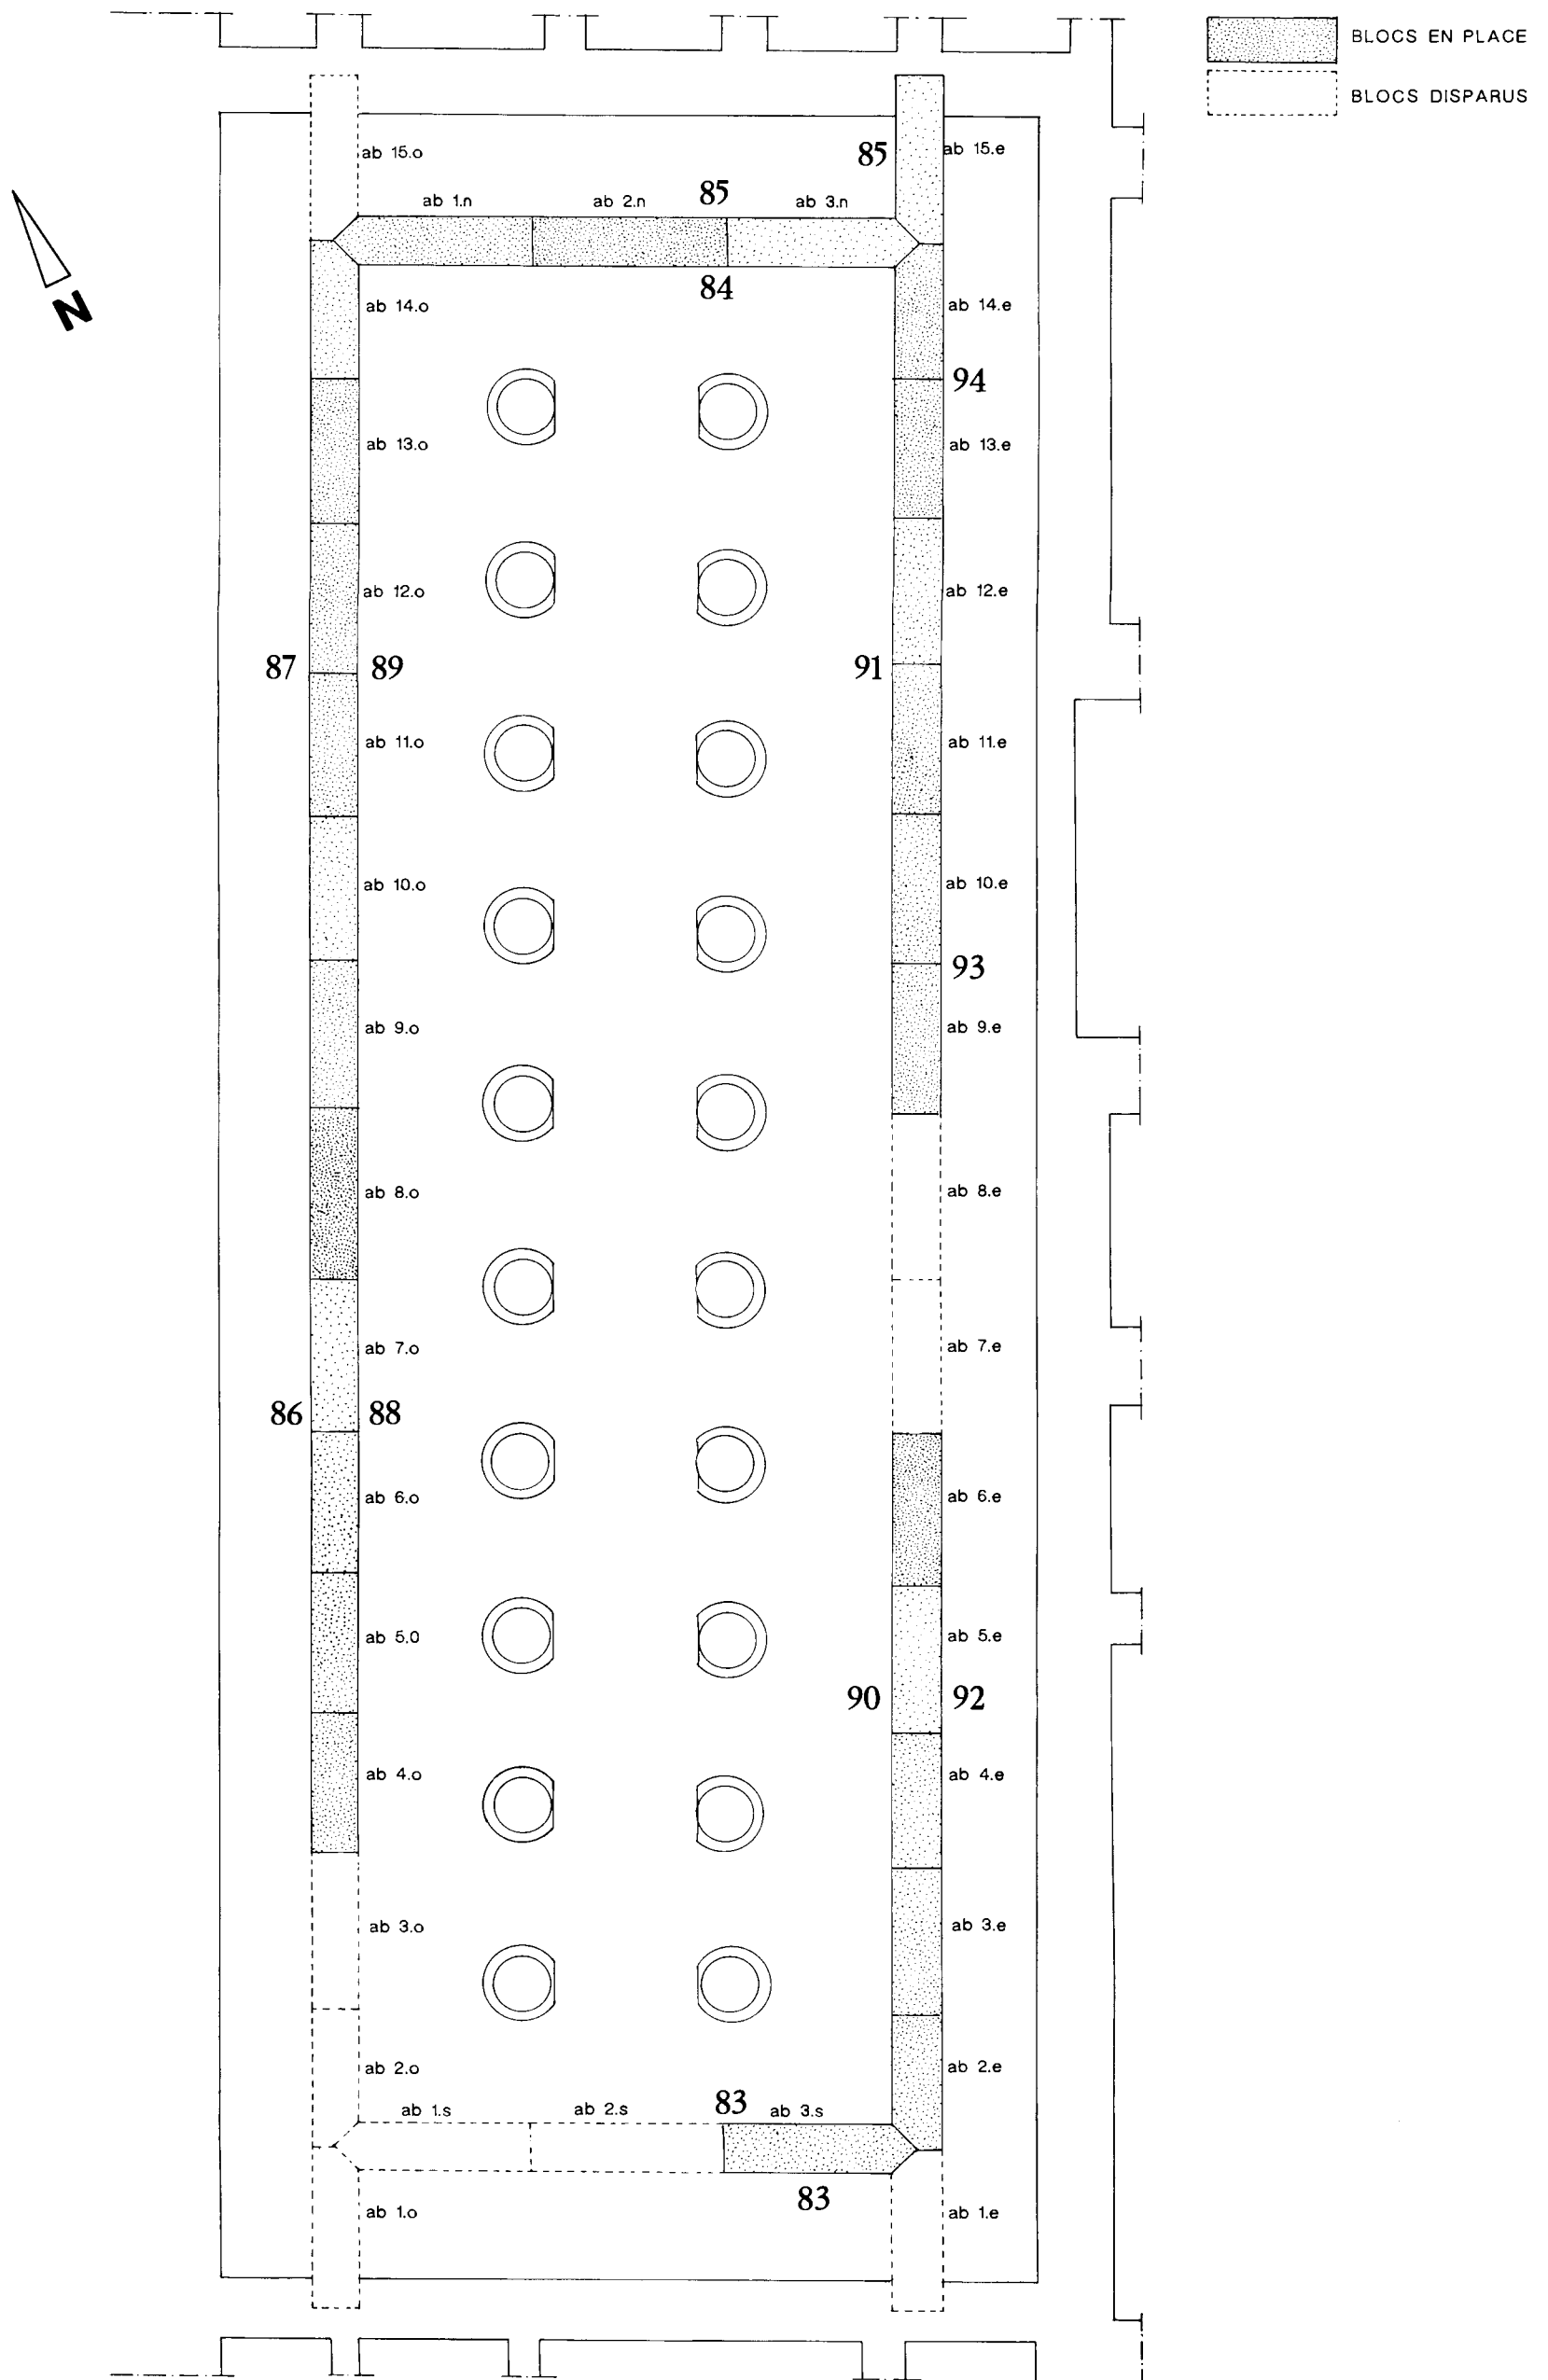 BLOCS EN PLACE
BLOCS DISPARUS
ab 15.o
85
ab 15.e
85
ab 1.n
ab 2.n
ab 3.n
84
N
ab 14.o
ab 14.e
94
ab 13.o
ab 13.e
ab 12.o
ab 12.e
87
89
91
ab 11.o
ab 11.e
ab 10.o
ab 10.e
93
ab 9.o
ab 9.e
ab 8.o
ab 8.e
ab 7.o
ab 7.e
86
88
ab 6.o
ab 6.e
ab 5.0
ab 5.e
90
92
ab 4.o
ab 4.e
ab 3.o
ab 3.e
ab 2.o
ab 2.e
ab 1.s
ab 2.s
83
ab 3.s
83
ab 1.o
ab 1.e